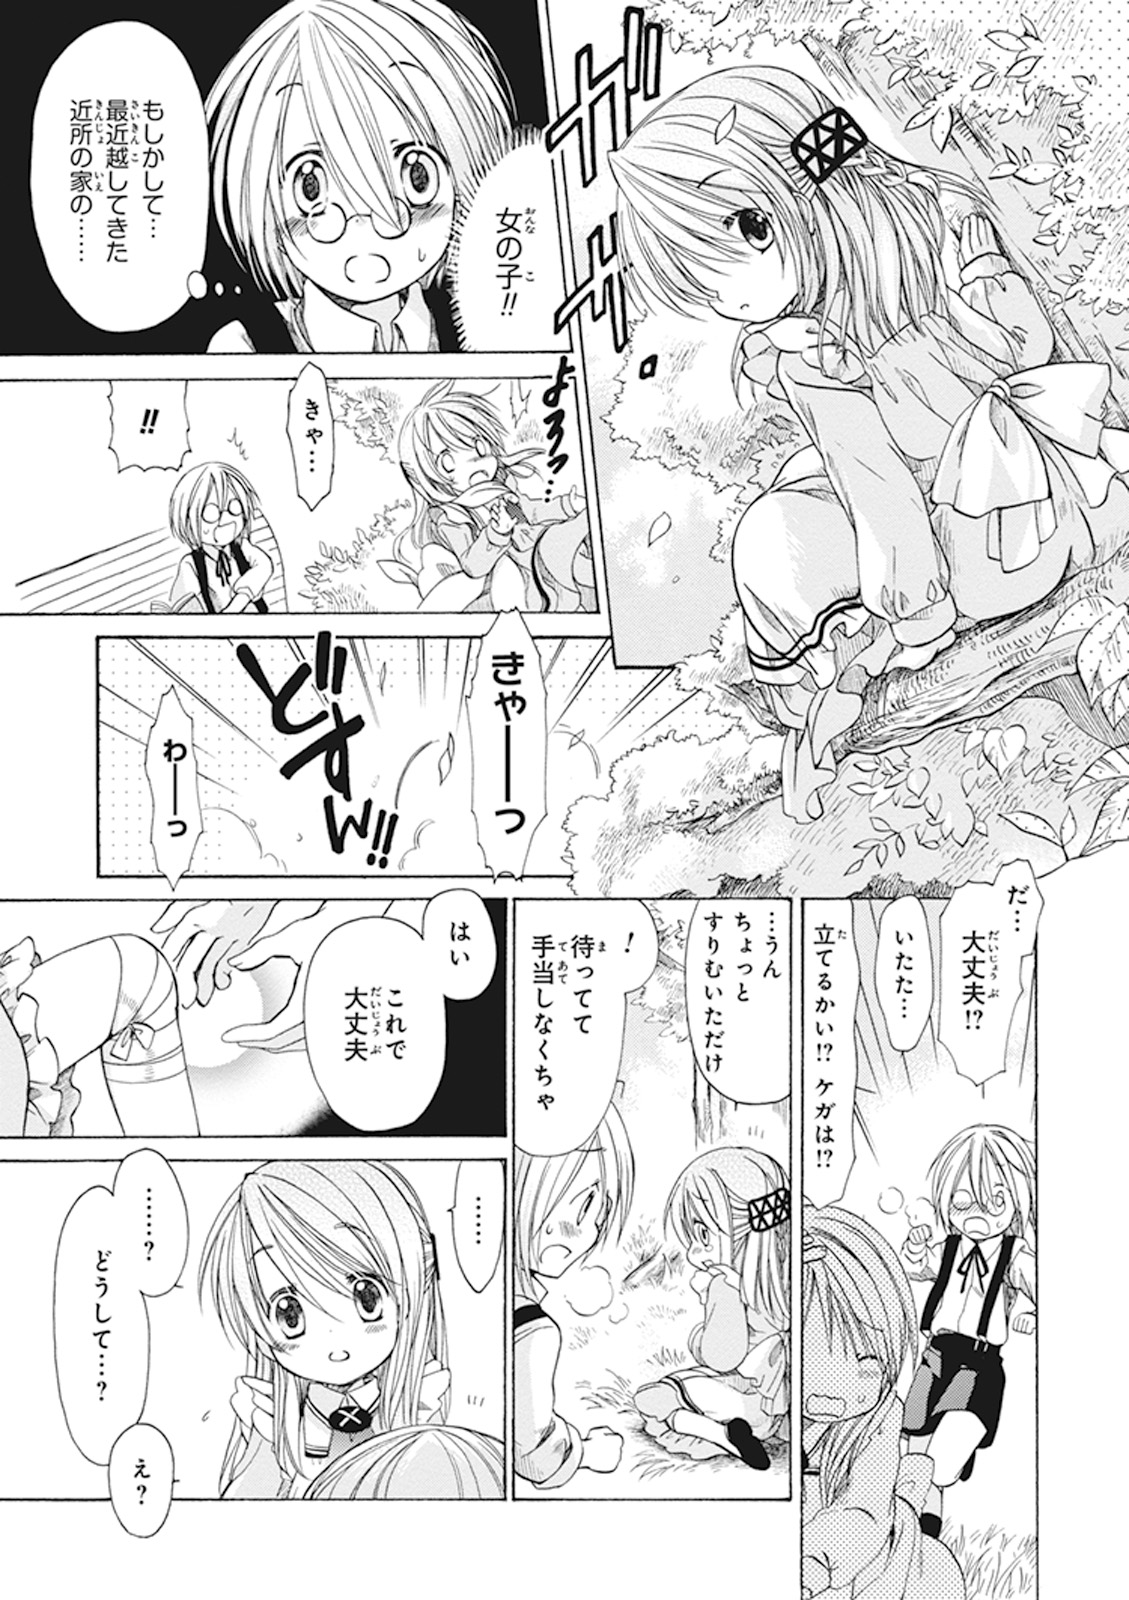 ガサガサッ
女の子!!
もしかして…
最近越してきた
近所の家の……
よろっ…
きゃ…
!!
きゃーーっ
どすん!!
わーーっ
だ…
大丈夫!?
いたた…
立てるかい!?ケガは!?
…うん
ちょっと
すりむいただけ
!
待ってて
手当しなくちゃ
はい
これで
大丈夫
……
……?
どうして…?
え?